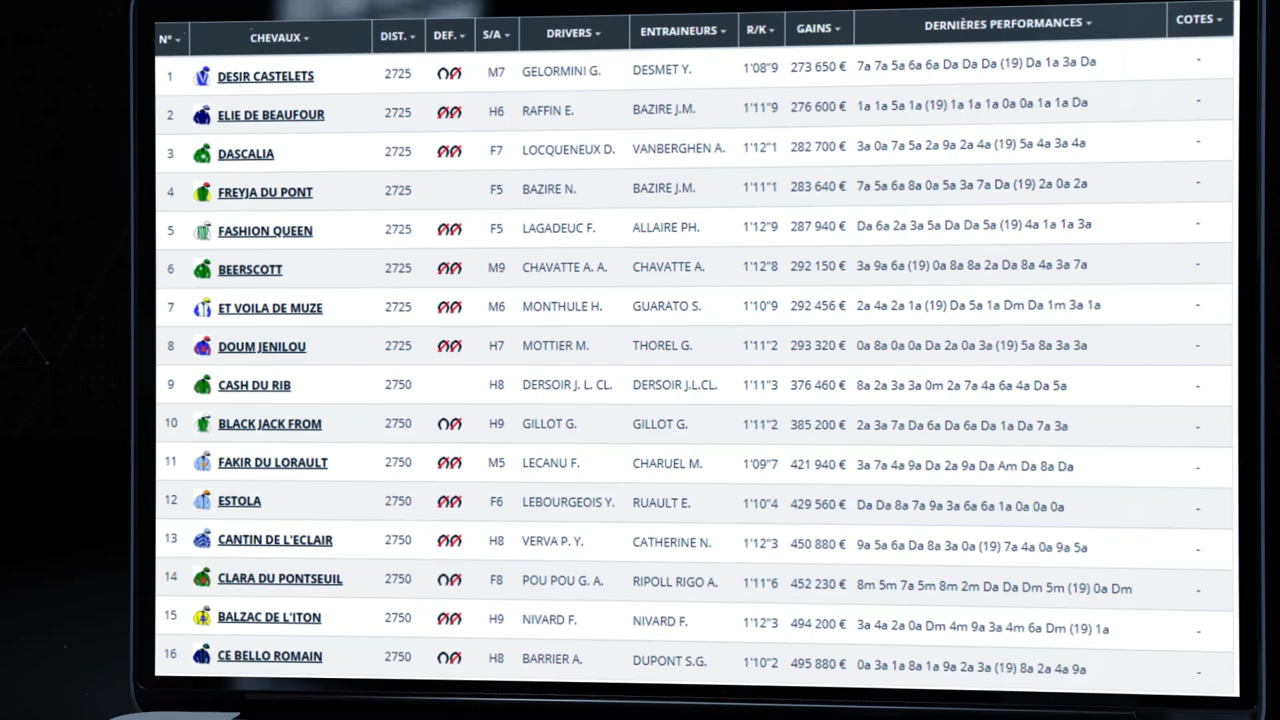 N° CHEVAUX DIST. DEF. S/A DRIVERS ENTRAINEURS R/K GAINS DERNIÈRES PERFORMANCES COTES
1 DESIR CASTELETS 2725 M7 GELORMINI G. DESMET Y. 1'08"9 273 650 € 7a 7a 5a 6a 6a Da Da Da (19) Da 1a 3a Da -
2 ELIE DE BEAUFOUR 2725 H6 RAFFIN E. BAZIRE J.M. 1'11"9 276 600 € 1a 1a 5a 1a (19) 1a 1a 1a 0a 0a 1a 1a Da -
3 DASCALIA 2725 F7 LOCQUENEUX D. VANBERGHEN A. 1'12"1 282 700 € 3a 0a 7a 5a 2a 9a 2a 4a (19) 5a 4a 3a 4a -
4 FREYJA DU PONT 2725 F5 BAZIRE N. BAZIRE J.M. 1'11"1 283 640 € 7a 5a 6a 8a 0a 5a 3a 7a Da (19) 2a 0a 2a -
5 FASHION QUEEN 2725 F5 LAGADEUC F. ALLAIRE PH. 1'12"9 287 940 € Da 6a 2a 3a 5a Da Da 5a (19) 4a 1a 1a 3a -
6 BEERSCOTT 2725 M9 CHAVATTE A. A. CHAVATTE A. 1'12"8 292 150 € 3a 9a 6a (19) 0a 8a 8a 2a Da 8a 4a 3a 7a -
7 ET VOILA DE MUZE 2725 M6 MONTHULE H. GUARATO S. 1'10"9 292 456 € 2a 4a 2a 1a (19) Da 5a 1a Dm Da 1m 3a 1a -
8 DOUM JENILOU 2725 H7 MOTTIER M. THOREL G. 1'11"2 293 320 € 0a 8a 0a 0a Da 2a 0a 3a (19) 5a 8a 3a 3a -
9 CASH DU RIB 2750 H8 DERSOIR J. L. CL. DERSOIR J.L.CL. 1'11"3 376 460 € 8a 2a 3a 3a 0m 2a 7a 4a 6a 4a Da 5a -
10 BLACK JACK FROM 2750 H9 GILLOT G. GILLOT G. 1'11"2 385 200 € 2a 3a 7a Da 6a Da 6a Da 1a Da 7a 3a -
11 FAKIR DU LORAULT 2750 M5 LECANU F. CHARUEL M. 1'09"7 421 940 € 3a 7a 4a 9a Da 2a 9a Da Am Da 8a Da -
12 ESTOLA 2750 F6 LEBOURGEOIS Y. RUAULT E. 1'10"4 429 560 € Da Da 8a 7a 9a 3a 6a 6a 1a 0a 0a 0a -
13 CANTIN DE L'ECLAIR 2750 H8 VERVA P. Y. CATHERINE N. 1'12"3 450 880 € 9a 5a 6a Da 8a 3a 0a (19) 7a 4a 0a 9a 5a -
14 CLARA DU PONTSEUIL 2750 F8 POU POU G. A. RIPOLL RIGO A. 1'11"6 452 230 € 8m 5m 7a 5m 8m 2m Da Da Dm 5m (19) 0a Dm -
15 BALZAC DE L'ITON 2750 H9 NIVARD F. NIVARD F. 1'12"3 494 200 € 3a 4a 2a 0a Dm 4m 9a 3a 4m 6a Dm (19) 1a -
16 CE BELLO ROMAIN 2750 H8 BARRIER A. DUPONT S.G. 1'10"2 495 880 € 0a 3a 1a 8a 1a 9a 2a 3a (19) 8a 2a 4a 9a -